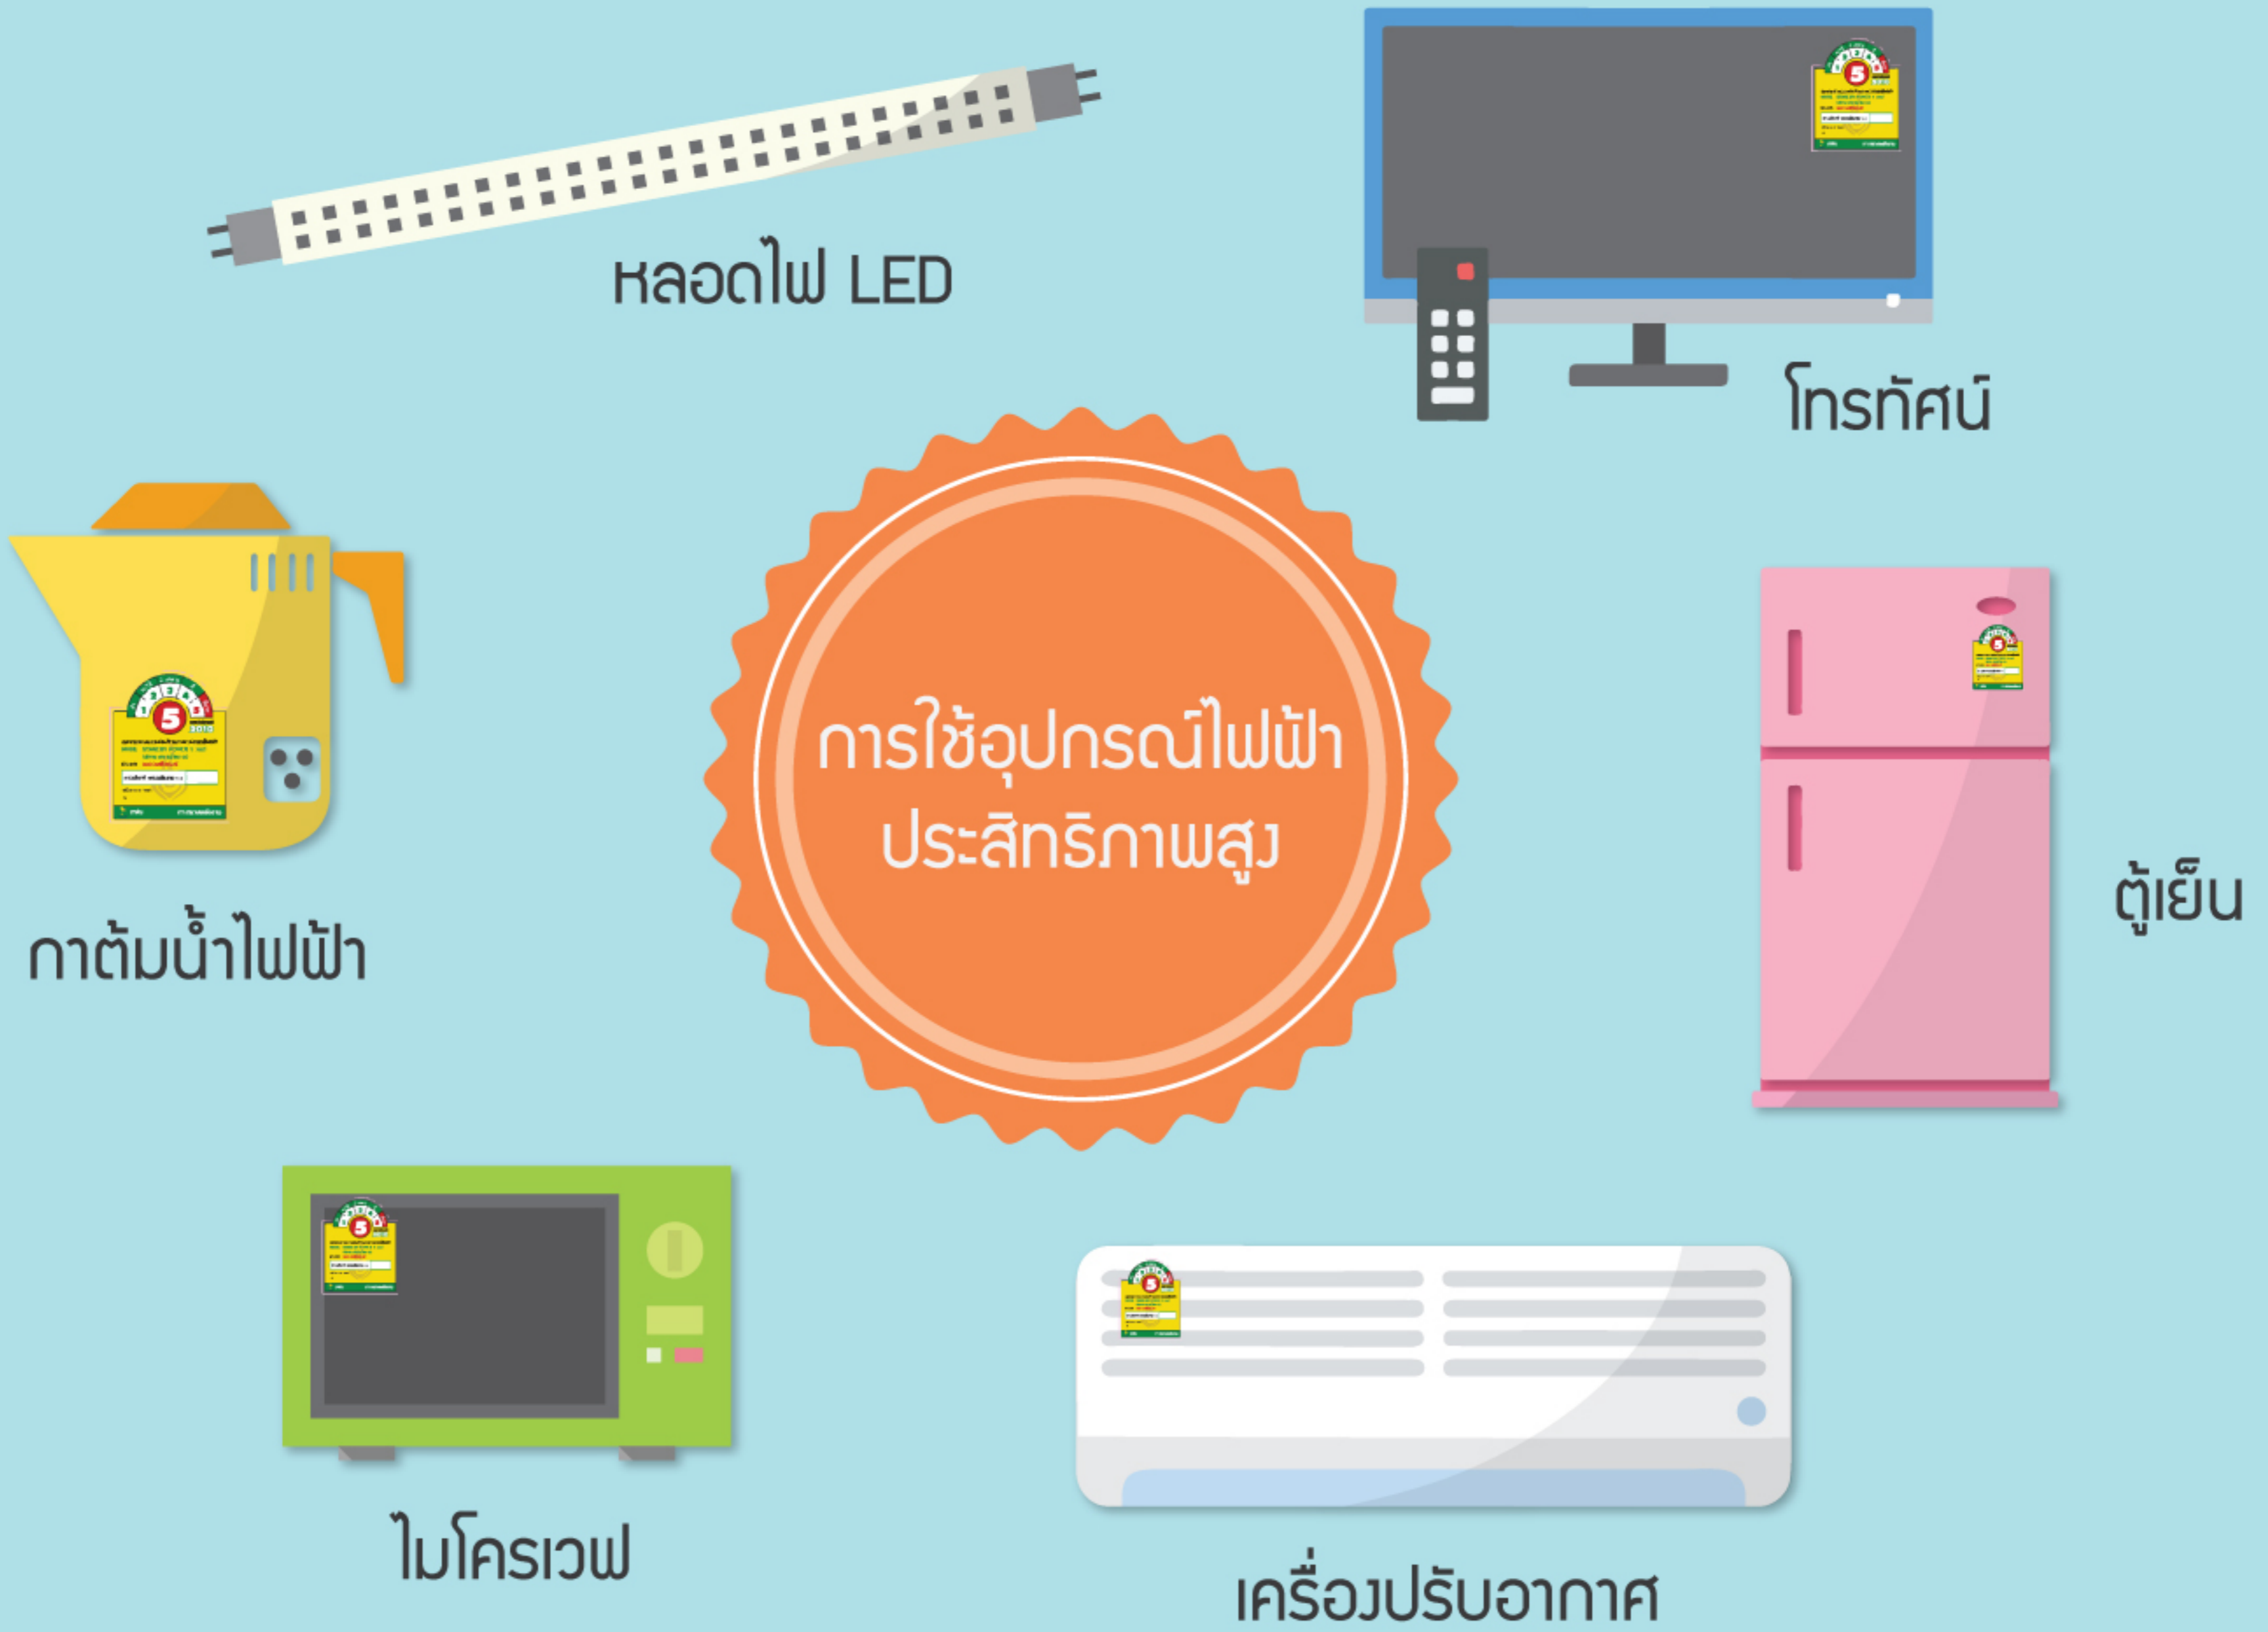 หลอดไฟ LED
โทรทัศน์
การใช้อุปกรณ์ไฟฟ้า
ประสิทธิภาพสูง
กาต้มน้ำไฟฟ้า
5
ตู้เย็น
ไมโครเวฟ
เครื่องปรับอากาศ